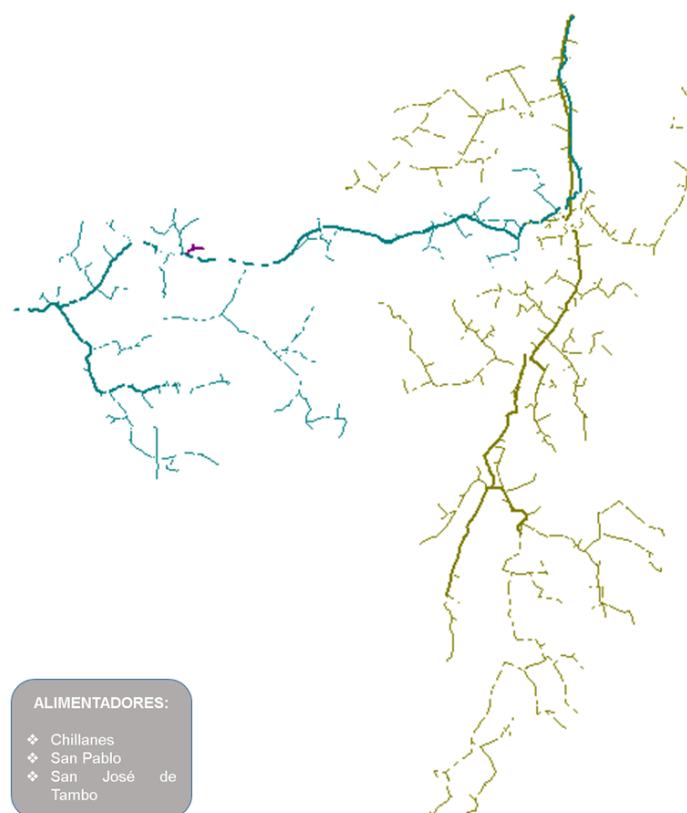 ALIMENTADORES:
❖ Chillanes
❖ San Pablo
❖ San José de
Tambo